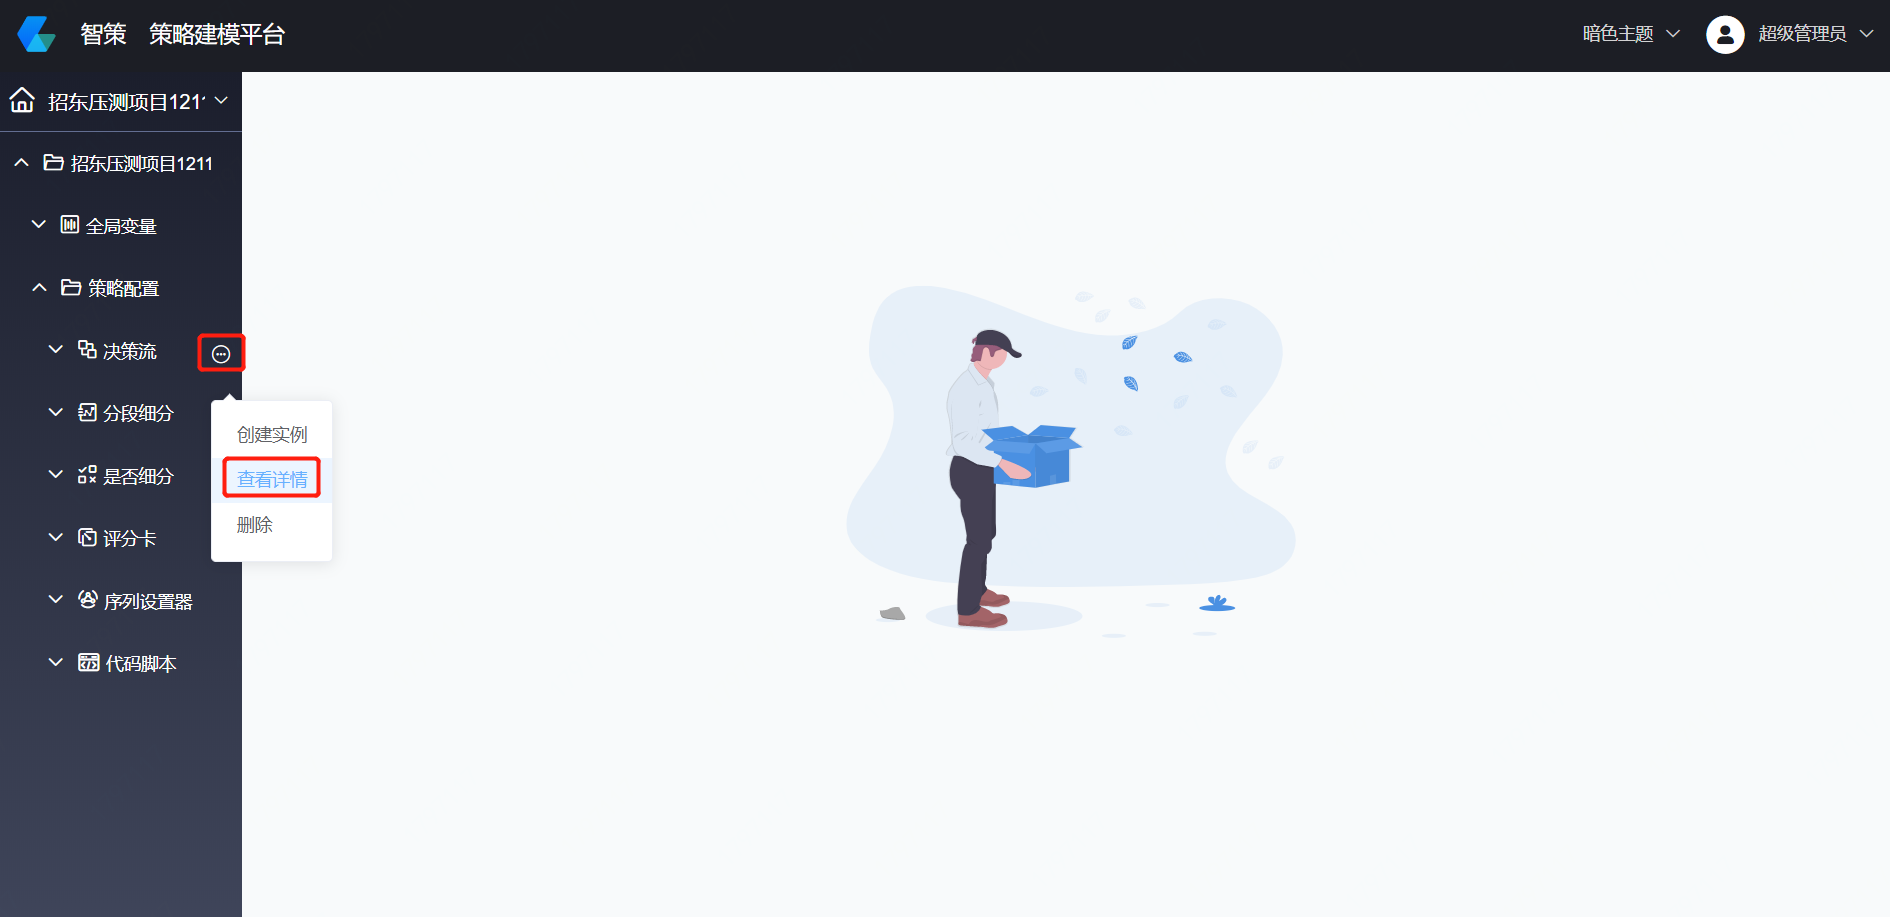 智策 策略建模平台
暗色主题
超级管理员
招东压测项目121
招东压测项目1211
全局变量
策略配置
决策流
分段细分
是否细分
评分卡
序列设置器
代码脚本
创建实例
查看详情
删除